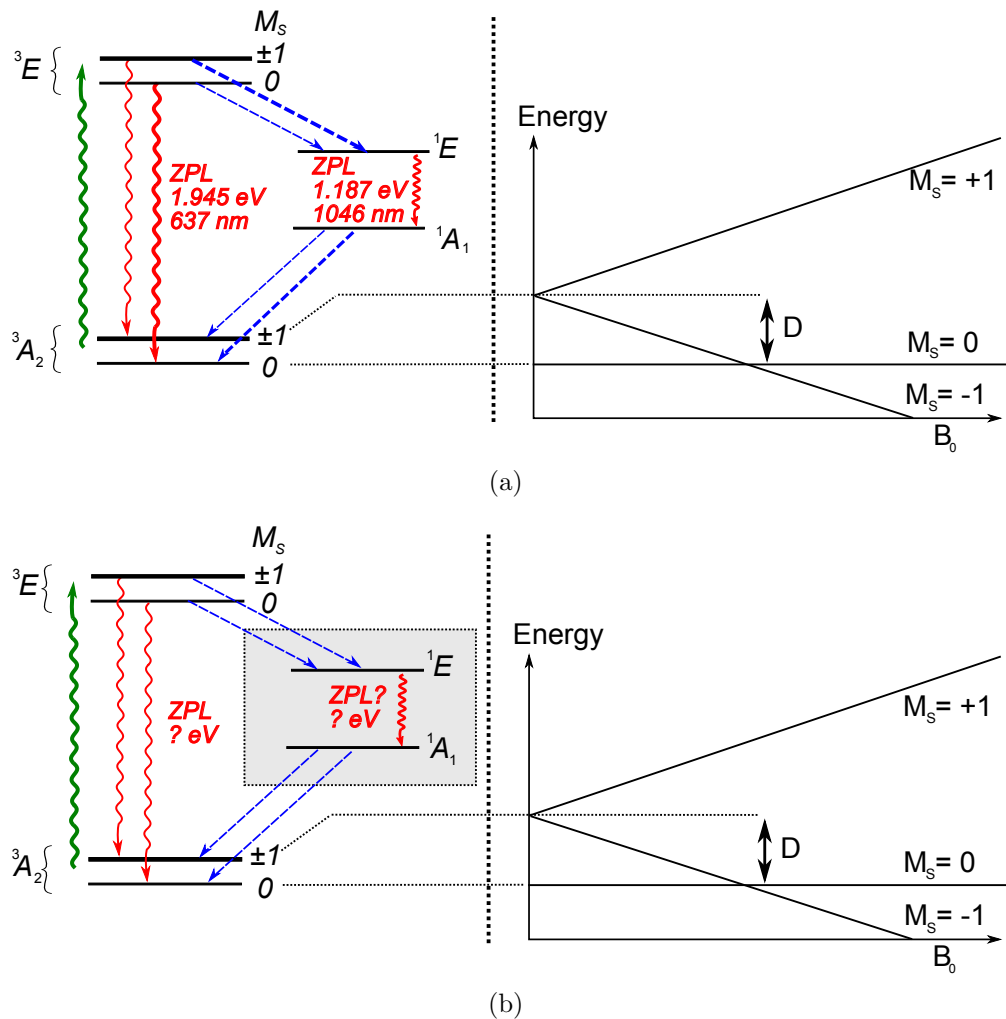 M_S
³E { ±1
0
ZPL
1.945 eV
637 nm
¹E
ZPL
1.187 eV
1046 nm
¹A₁
³A₂ { ±1
0
Energy
M_S= +1
D
M_S= 0
M_S= -1
B₀
(a)
M_S
³E { ±1
0
ZPL
? eV
¹E
ZPL?
? eV
¹A₁
³A₂ { ±1
0
Energy
M_S= +1
D
M_S= 0
M_S= -1
B₀
(b)